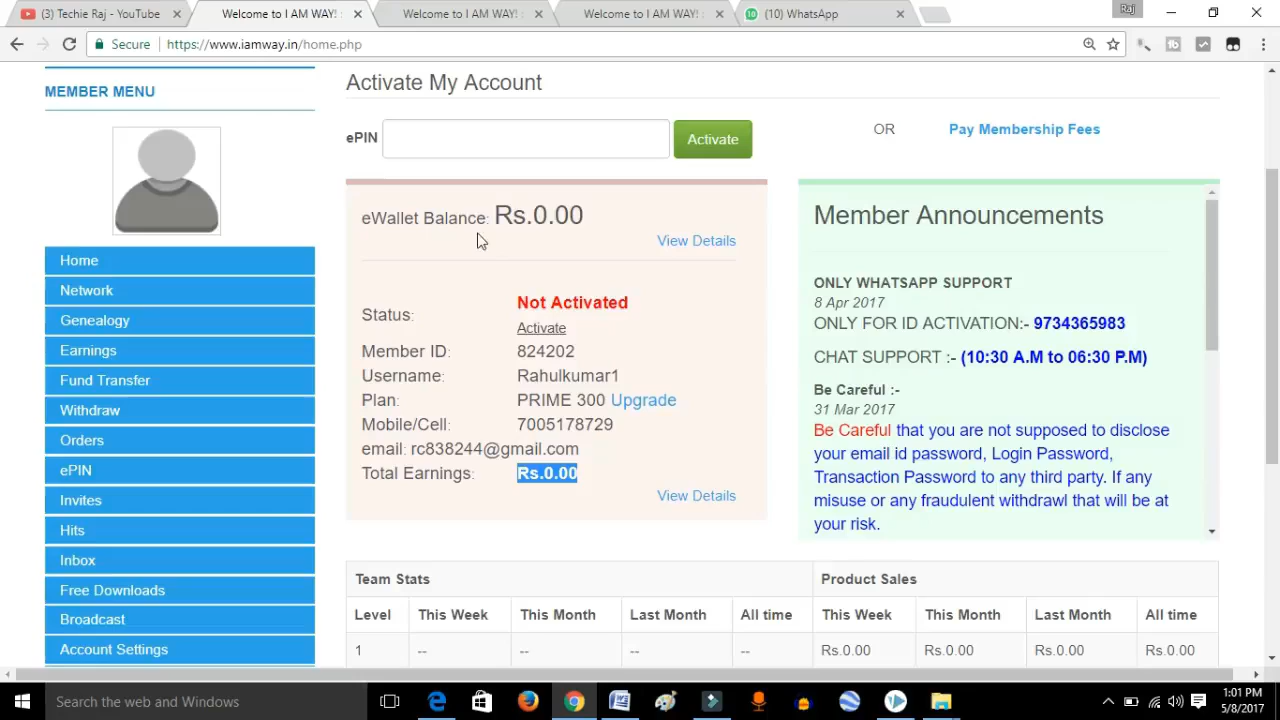 (3) Techie Raj - YouTube
Welcome to I AM WAY!
Welcome to I AM WAY!
Welcome to I AM WAY!
(10) WhatsApp
Raj
Secure https://www.iamway.in/home.php
MEMBER MENU
Home
Network
Genealogy
Earnings
Fund Transfer
Withdraw
Orders
ePIN
Invites
Hits
Inbox
Free Downloads
Broadcast
Account Settings
Activate My Account
ePIN
Activate
OR
Pay Membership Fees
eWallet Balance: Rs.0.00
View Details
Status: Not Activated
Activate
Member ID: 824202
Username: Rahulkumar1
Plan: PRIME 300 Upgrade
Mobile/Cell: 7005178729
email: rc838244@gmail.com
Total Earnings: Rs.0.00
View Details
Member Announcements
ONLY WHATSAPP SUPPORT
8 Apr 2017
ONLY FOR ID ACTIVATION:- 9734365983
CHAT SUPPORT :- (10:30 A.M to 06:30 P.M)
Be Careful :-
31 Mar 2017
Be Careful that you are not supposed to disclose
your email id password, Login Password,
Transaction Password to any third party. If any
misuse or any fraudulent withdrawl that will be at
your risk.
Team Stats Product Sales
Level This Week This Month Last Month All time This Week This Month Last Month All time
1 -- -- -- -- Rs.0.00 Rs.0.00 Rs.0.00 Rs.0.00
Search the web and Windows
1:01 PM
5/8/2017